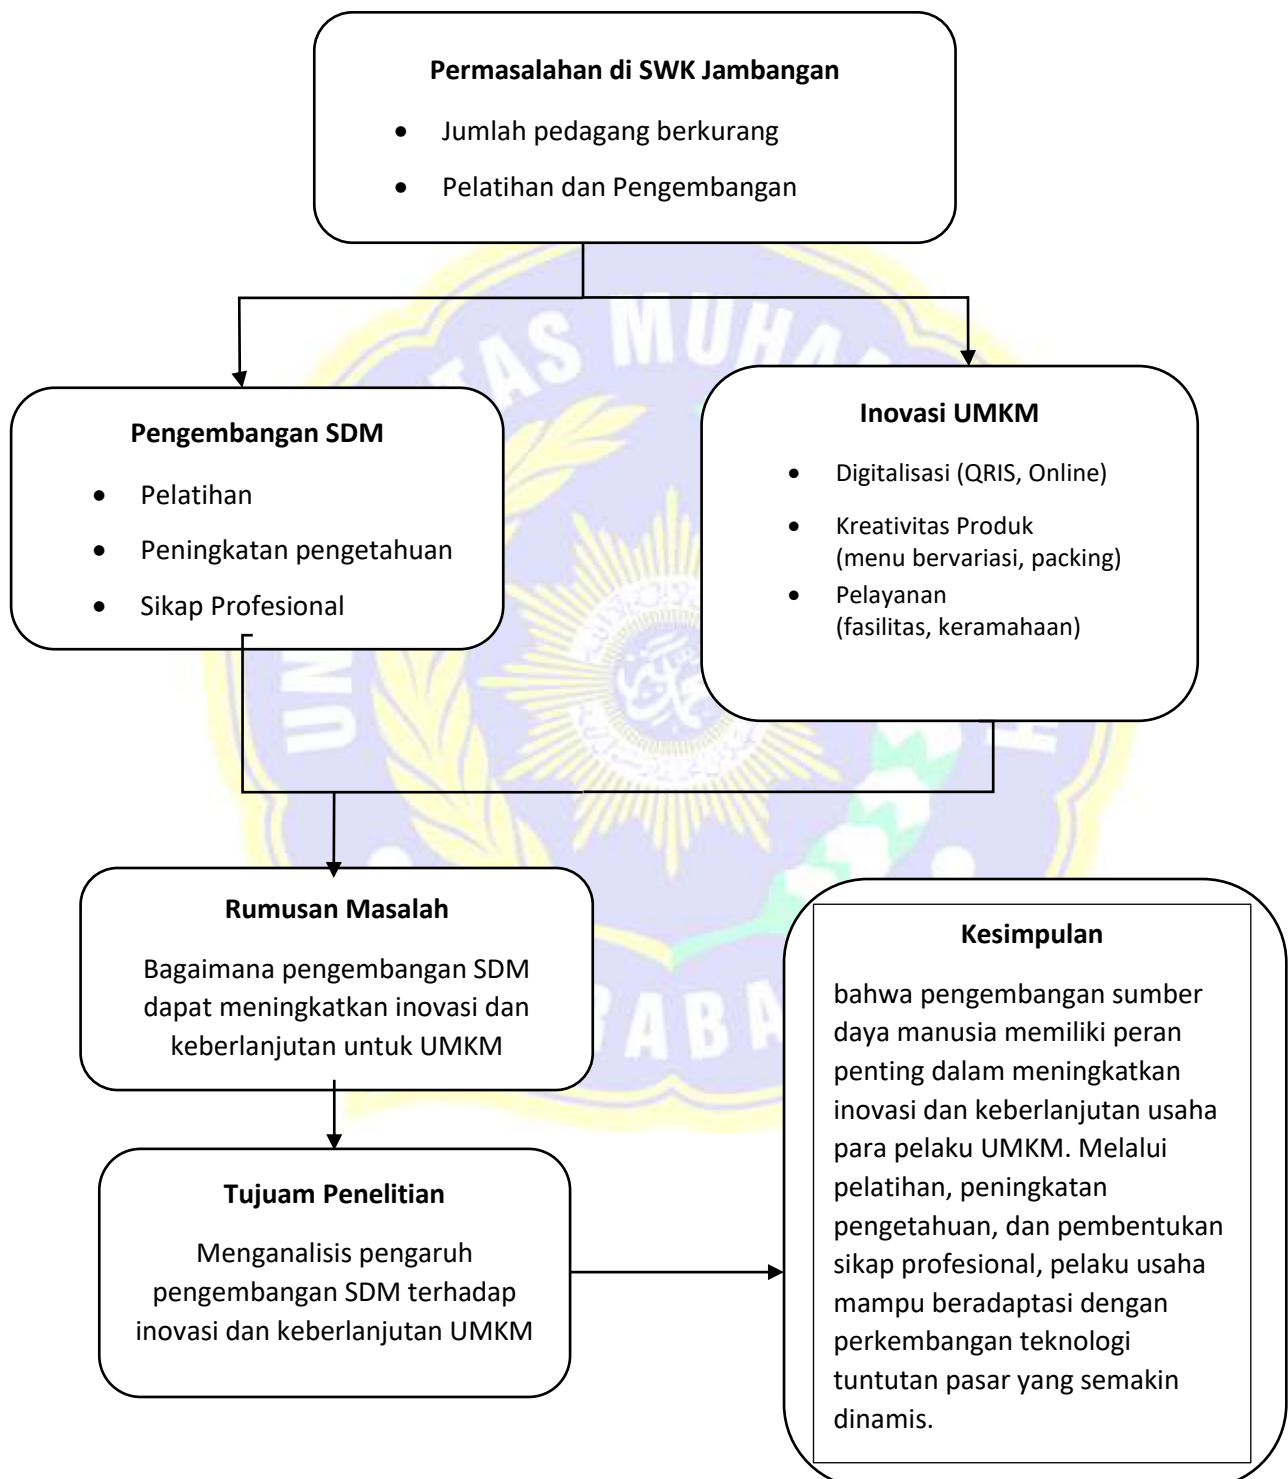 Permasalahan di SWK Jambangan
• Jumlah pedagang berkurang
• Pelatihan dan Pengembangan
Pengembangan SDM
• Pelatihan
• Peningkatan pengetahuan
• Sikap Profesional
Inovasi UMKM
• Digitalisasi (QRIS, Online)
• Kreativitas Produk
(menu bervariasi, packing)
• Pelayanan
(fasilitas, keramahaan)
Rumusan Masalah
Bagaimana pengembangan SDM
dapat meningkatkan inovasi dan
keberlanjutan untuk UMKM
Tujuam Penelitian
Menganalisis pengaruh
pengembangan SDM terhadap
inovasi dan keberlanjutan UMKM
Kesimpulan
bahwa pengembangan sumber
daya manusia memiliki peran
penting dalam meningkatkan
inovasi dan keberlanjutan usaha
para pelaku UMKM. Melalui
pelatihan, peningkatan
pengetahuan, dan pembentukan
sikap profesional, pelaku usaha
mampu beradaptasi dengan
perkembangan teknologi
tuntutan pasar yang semakin
dinamis.